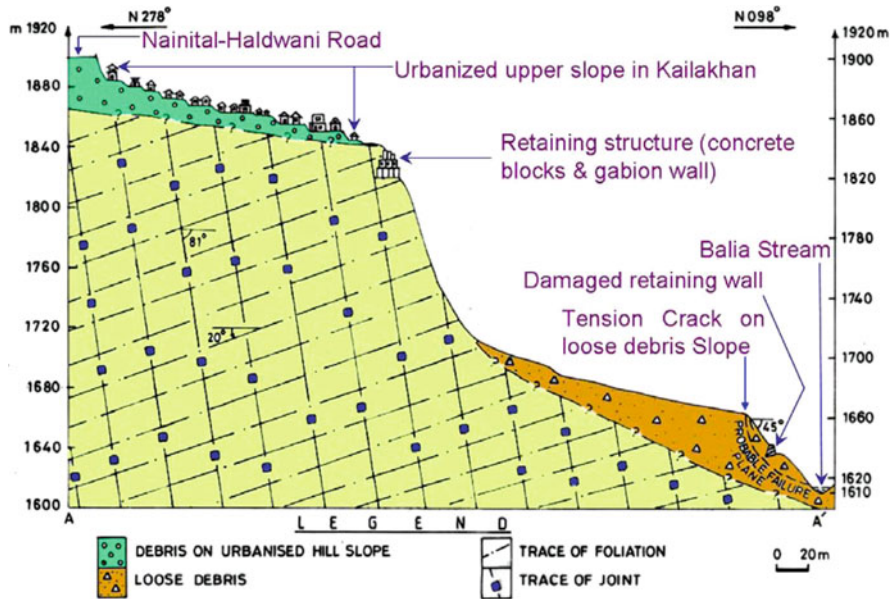 N 278°
N 098°
m 1920
1920 m
Nainital-Haldwani Road
1900
1880
Urbanized upper slope in Kailakhan
1860
1840
Retaining structure (concrete
blocks & gabion wall)
1820
1800
81°
1780
Balia Stream
1760
Damaged retaining wall
1740
Tension Crack on
loose debris Slope
1720
20°
1700
1680
1660
45°
1640
PROBABLE FAILURE
PLANE
1620
1610
1600
A
A'
LEGEND
DEBRIS ON URBANISED HILL SLOPE
TRACE OF FOLIATION
LOOSE DEBRIS
TRACE OF JOINT
0 20m
? ? ? ? ? ? ? ? ? ?